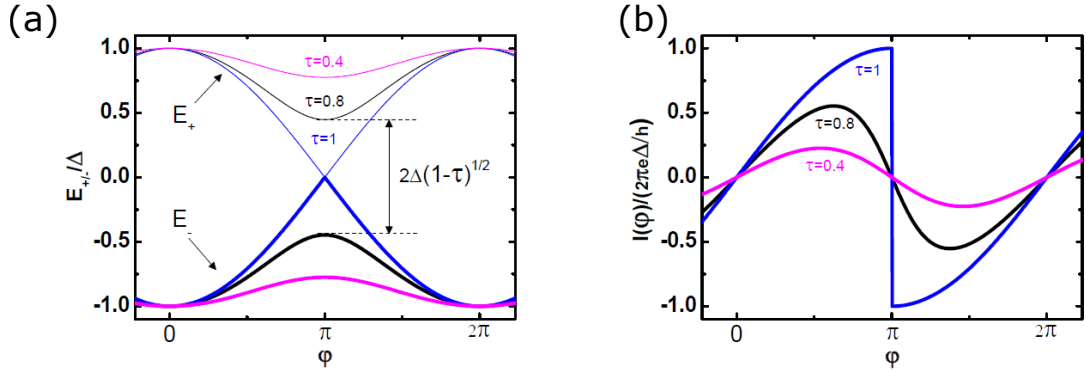 (a)
E₊/₋/Δ
1.0
0.5
0.0
-0.5
-1.0
0
π
2π
φ
τ=0.4
τ=0.8
τ=1
E₊
E₋
2Δ(1-τ)^1/2
(b)
I(φ)/(2πeΔ/h)
1.0
0.5
0.0
-0.5
-1.0
0
π
2π
φ
τ=1
τ=0.8
τ=0.4